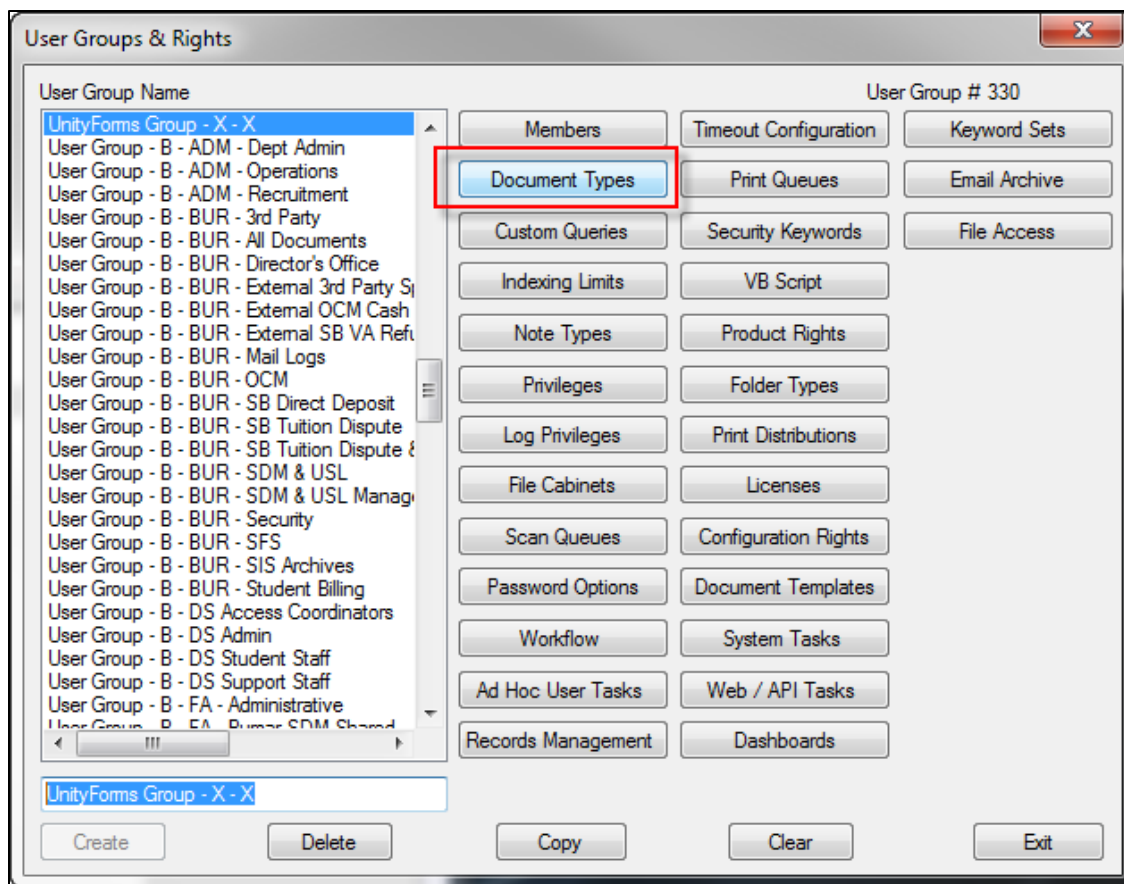 User Groups & Rights
X
User Group Name
User Group # 330
UnityForms Group - X - X
User Group - B - ADM - Dept Admin
User Group - B - ADM - Operations
User Group - B - ADM - Recruitment
User Group - B - BUR - 3rd Party
User Group - B - BUR - All Documents
User Group - B - BUR - Director's Office
User Group - B - BUR - External 3rd Party
User Group - B - BUR - External OCM Cash
User Group - B - BUR - External SB VA
User Group - B - BUR - Mail Logs
User Group - B - BUR - OCM
User Group - B - BUR - SB Direct Deposit
User Group - B - BUR - SB Tuition Dispute
User Group - B - BUR - SB Tuition Dispute
User Group - B - BUR - SDM & USL
User Group - B - BUR - SDM & USL
User Group - B - BUR - Security
User Group - B - BUR - SFS
User Group - B - BUR - SIS Archives
User Group - B - BUR - Student Billing
User Group - B - DS Access Coordinators
User Group - B - DS Admin
User Group - B - DS Student Staff
User Group - B - DS Support Staff
User Group - B - FA - Administrative
UnityForms Group - X - X
Members
Document Types
Custom Queries
Indexing Limits
Note Types
Privileges
Log Privileges
File Cabinets
Scan Queues
Password Options
Workflow
Ad Hoc User Tasks
Records Management
Timeout Configuration
Print Queues
Security Keywords
VB Script
Product Rights
Folder Types
Print Distributions
Licenses
Configuration Rights
Document Templates
System Tasks
Web / API Tasks
Dashboards
Keyword Sets
Email Archive
File Access
Create
Delete
Copy
Clear
Exit